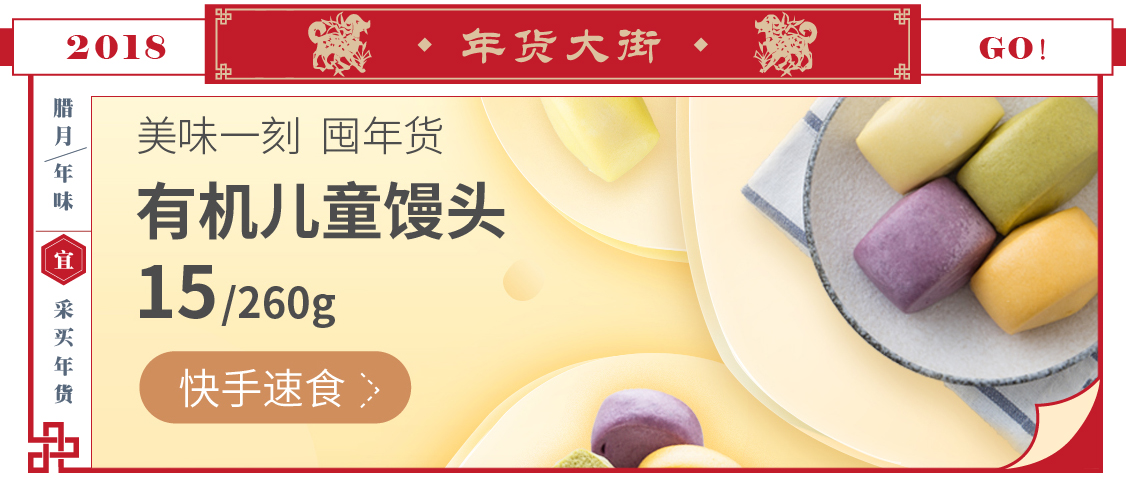 2018
年货大街
GO!
腊月
年味
宜
采买年货
美味一刻 囤年货
有机儿童馒头
15/260g
快手速食